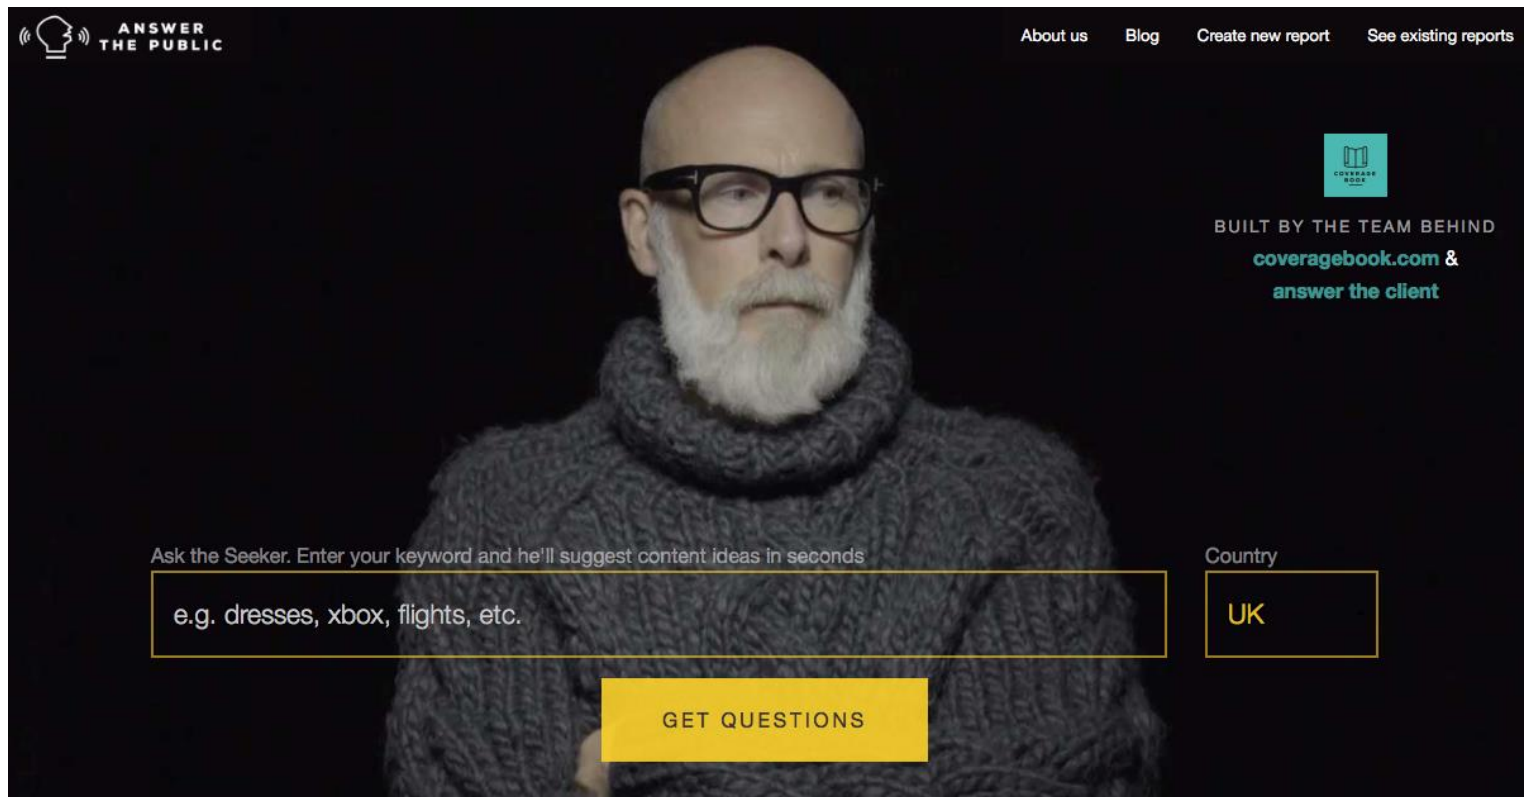 ANSWER
THE PUBLIC
About us
Blog
Create new report
See existing reports
COVERAGE
BOOK
BUILT BY THE TEAM BEHIND
coveragebook.com &
answer the client
Ask the Seeker. Enter your keyword and he'll suggest content ideas in seconds
e.g. dresses, xbox, flights, etc.
Country
UK
GET QUESTIONS